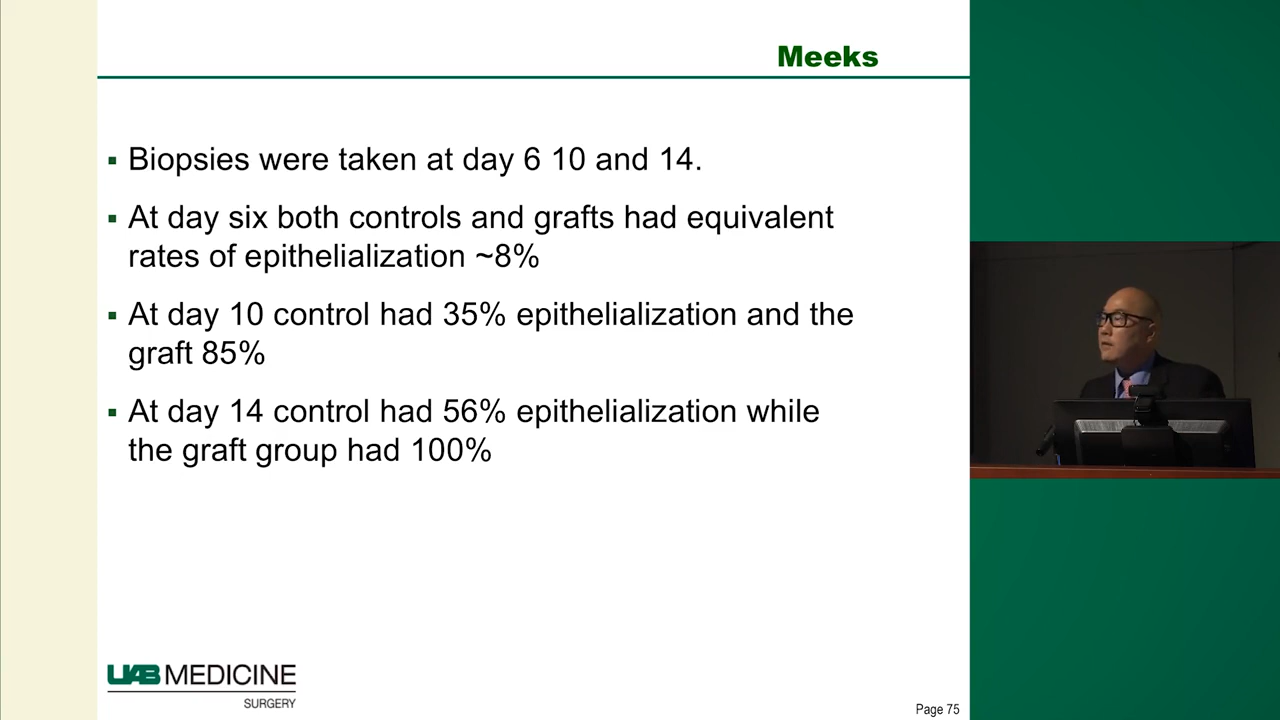 Meeks
▪ Biopsies were taken at day 6 10 and 14.
▪ At day six both controls and grafts had equivalent
rates of epithelialization ~8%
▪ At day 10 control had 35% epithelialization and the
graft 85%
▪ At day 14 control had 56% epithelialization while
the graft group had 100%
UAB MEDICINE
SURGERY
Page 75